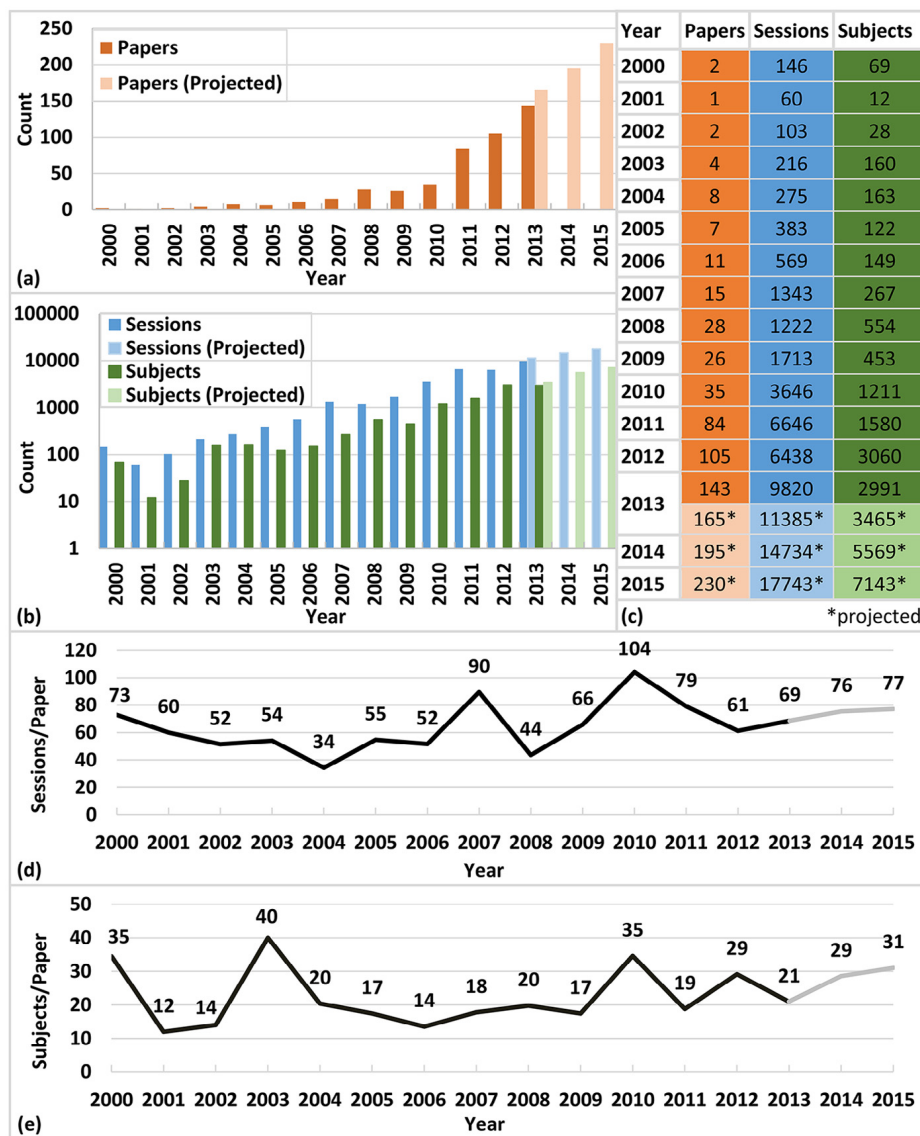 250
200
150
100
50
0
Count
Papers
Papers (Projected)
2000 2001 2002 2003 2004 2005 2006 2007 2008 2009 2010 2011 2012 2013 2014 2015
Year
(a)
100000
10000
1000
100
10
1
Count
Sessions
Sessions (Projected)
Subjects
Subjects (Projected)
2000 2001 2002 2003 2004 2005 2006 2007 2008 2009 2010 2011 2012 2013 2014 2015
Year
(b)
Year Papers Sessions Subjects
2000 2 146 69
2001 1 60 12
2002 2 103 28
2003 4 216 160
2004 8 275 163
2005 7 383 122
2006 11 569 149
2007 15 1343 267
2008 28 1222 554
2009 26 1713 453
2010 35 3646 1211
2011 84 6646 1580
2012 105 6438 3060
2013 143 9820 2991
165* 11385* 3465*
2014 195* 14734* 5569*
2015 230* 17743* 7143*
(c) *projected
120
100
80
60
40
20
0
Sessions/Paper
73 60 52 54 34 55 52 90 44 66 104 79 61 69 76 77
2000 2001 2002 2003 2004 2005 2006 2007 2008 2009 2010 2011 2012 2013 2014 2015
Year
(d)
50
40
30
20
10
0
Subjects/Paper
35 12 14 40 20 17 14 18 20 17 35 19 29 21 29 31
2000 2001 2002 2003 2004 2005 2006 2007 2008 2009 2010 2011 2012 2013 2014 2015
Year
(e)